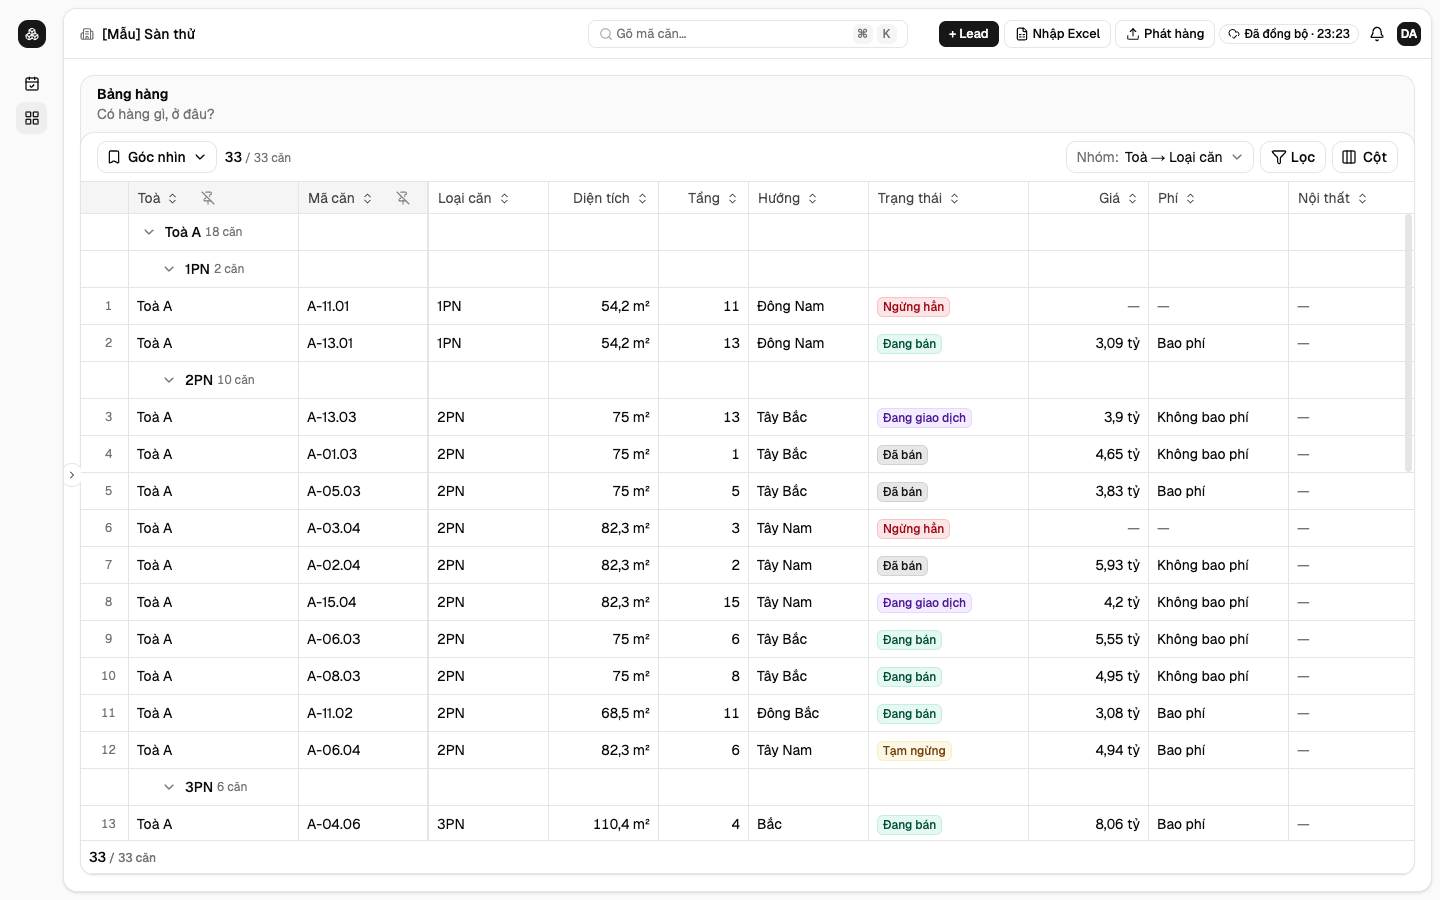 [Mẫu] Sàn thử
Gõ mã căn...
⌘ K
+ Lead
Nhập Excel
Phát hàng
Đã đồng bộ · 23:23
DA
Bảng hàng
Có hàng gì, ở đâu?
Góc nhìn
33 / 33 căn
Nhóm: Toà → Loại căn
Lọc
Cột
Toà Mã căn Loại căn Diện tích Tầng Hướng Trạng thái Giá Phí Nội thất
Toà A 18 căn
1PN 2 căn
1 Toà A A-11.01 1PN 54,2 m² 11 Đông Nam Ngừng hẳn — — —
2 Toà A A-13.01 1PN 54,2 m² 13 Đông Nam Đang bán 3,09 tỷ Bao phí —
2PN 10 căn
3 Toà A A-13.03 2PN 75 m² 13 Tây Bắc Đang giao dịch 3,9 tỷ Không bao phí —
4 Toà A A-01.03 2PN 75 m² 1 Tây Bắc Đã bán 4,65 tỷ Không bao phí —
5 Toà A A-05.03 2PN 75 m² 5 Tây Bắc Đã bán 3,83 tỷ Bao phí —
6 Toà A A-03.04 2PN 82,3 m² 3 Tây Nam Ngừng hẳn — — —
7 Toà A A-02.04 2PN 82,3 m² 2 Tây Nam Đã bán 5,93 tỷ Không bao phí —
8 Toà A A-15.04 2PN 82,3 m² 15 Tây Nam Đang giao dịch 4,2 tỷ Không bao phí —
9 Toà A A-06.03 2PN 75 m² 6 Tây Bắc Đang bán 5,55 tỷ Không bao phí —
10 Toà A A-08.03 2PN 75 m² 8 Tây Bắc Đang bán 4,95 tỷ Không bao phí —
11 Toà A A-11.02 2PN 68,5 m² 11 Đông Bắc Đang bán 3,08 tỷ Bao phí —
12 Toà A A-06.04 2PN 82,3 m² 6 Tây Nam Tạm ngừng 4,94 tỷ Bao phí —
3PN 6 căn
13 Toà A A-04.06 3PN 110,4 m² 4 Bắc Đang bán 8,06 tỷ Bao phí —
33 / 33 căn